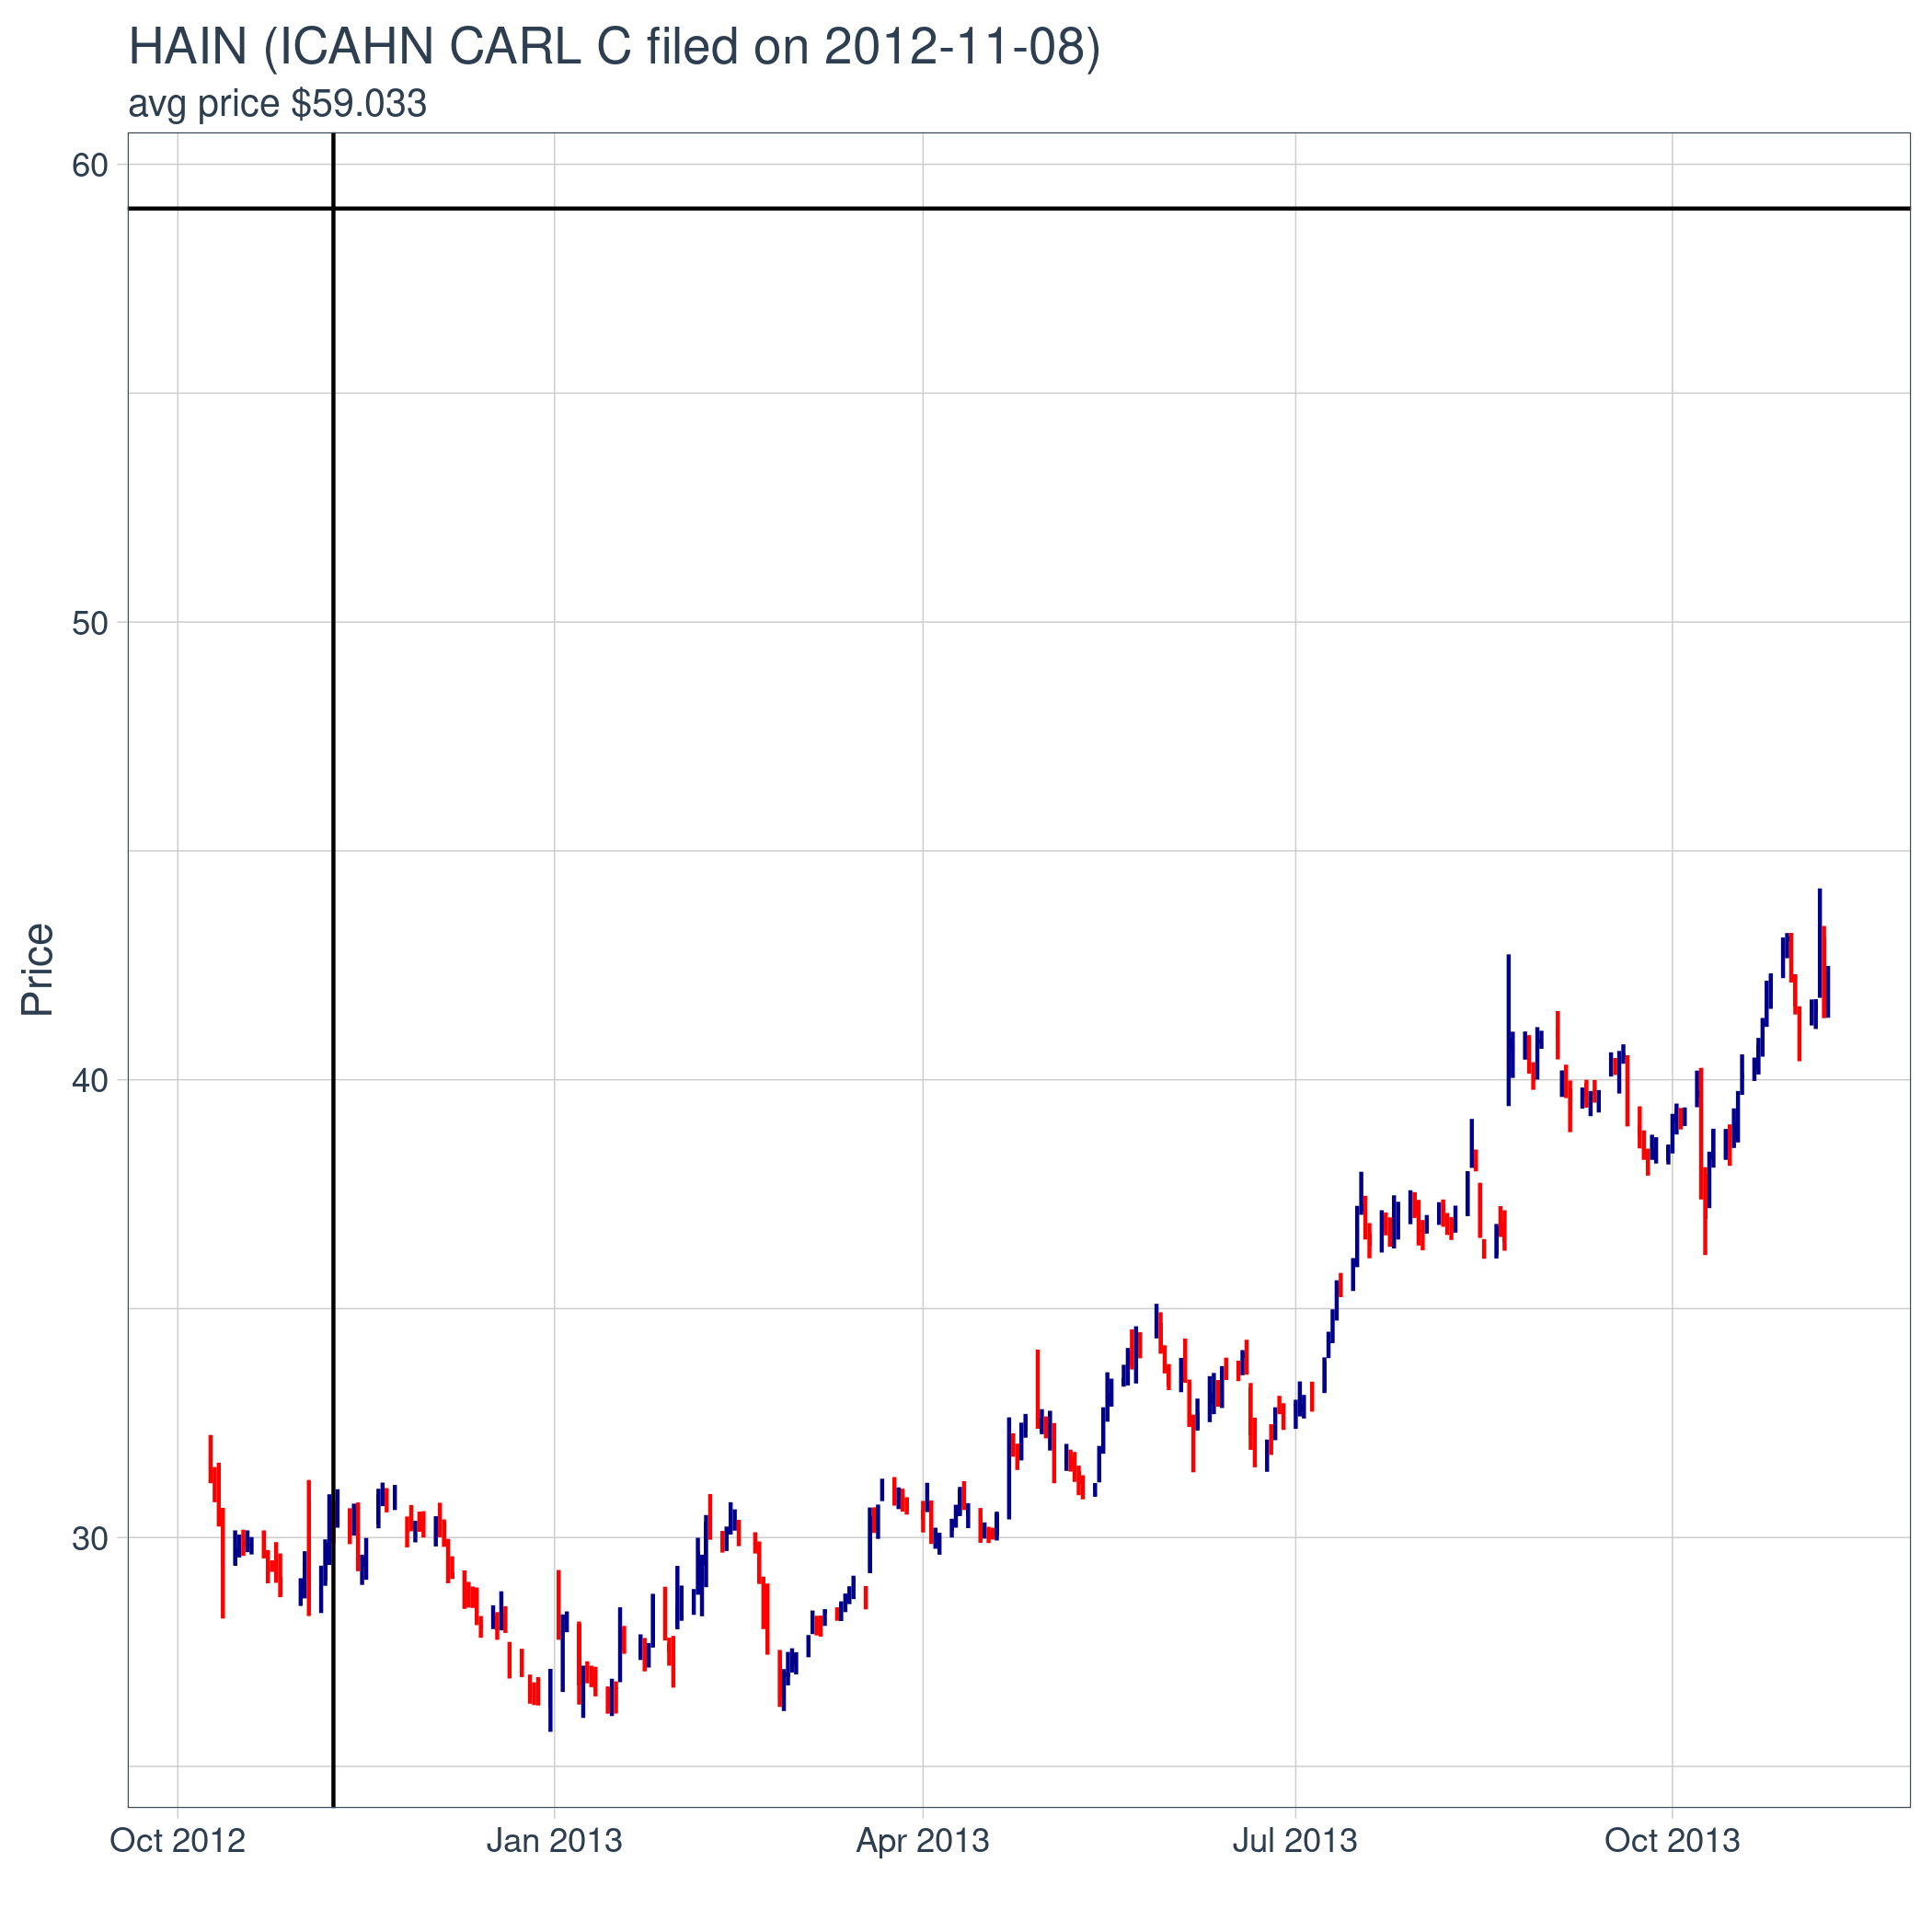 HAIN (ICAHN CARL C filed on 2012-11-08)
avg price $59.033
60
50
40
30
Price
Oct 2012
Jan 2013
Apr 2013
Jul 2013
Oct 2013